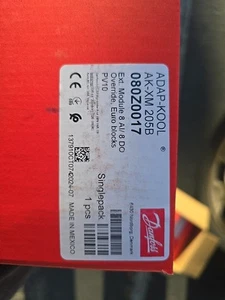 ADAP-KOOL ®
AK-XM 205B
080Z0017
Ext. Module 8 AI/ 8 DO
Override, Euro blocks
PV10
Singlepack
1 pcs
MADE IN MEXICO
Danfoss